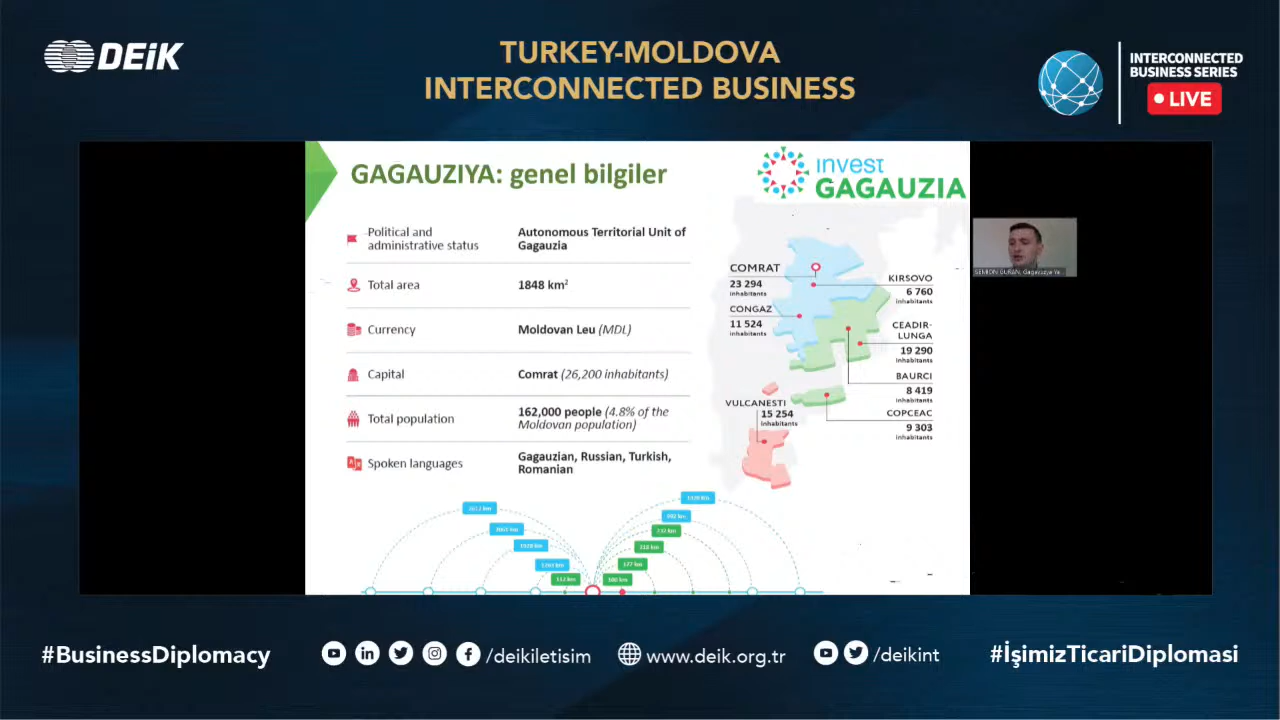 DEiK
TURKEY-MOLDOVA
INTERCONNECTED BUSINESS
INTERCONNECTED
BUSINESS SERIES
LIVE
GAGAUZIYA: genel bilgiler
invest
GAGAUZIA
Political and
administrative status
Autonomous Territorial Unit of
Gagauzia
Total area
1848 km²
Currency
Moldovan Leu (MDL)
Capital
Comrat (26,200 inhabitants)
Total population
162,000 people (4.8% of the
Moldovan population)
Spoken languages
Gagauzian, Russian, Turkish,
Romanian
COMRAT
23 294
inhabitants
CONGAZ
11 524
inhabitants
KIRSOVO
6 760
inhabitants
CEADIR-
LUNGA
19 290
inhabitants
BAURCI
8 419
inhabitants
COPCEAC
9 303
inhabitants
VULCANESTI
15 254
inhabitants
#BusinessDiplomacy
/deikiletisim
www.deik.org.tr
/deikint
#İşimizTicariDiplomasi